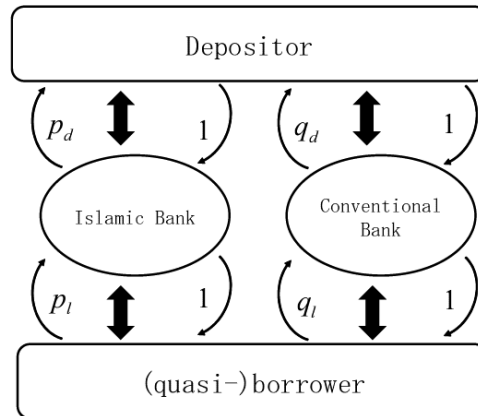 Depositor
p_d 1 q_d 1
Islamic Bank
Conventional
Bank
p_l 1 q_l 1
(quasi-)borrower